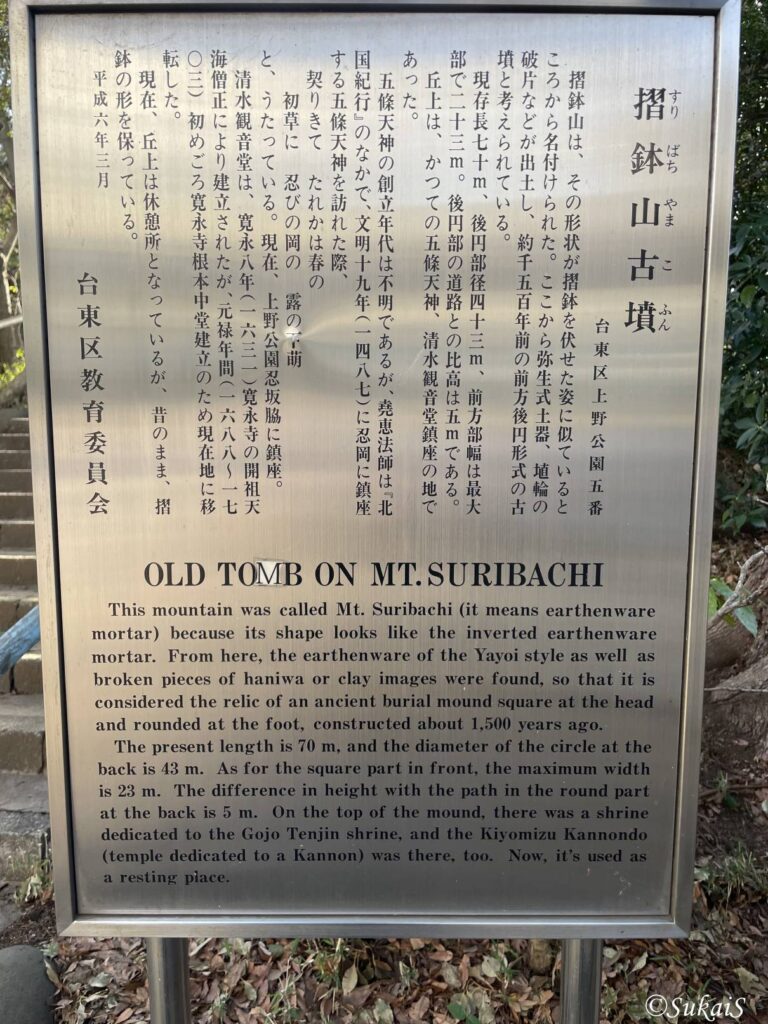 摺鉢山古墳
すり ばち やま こ ふん
台東区上野公園五番
摺鉢山は、その形状が摺鉢を伏せた姿に似ていると
ころから名付けられた。ここから弥生式土器、埴輪の
破片などが出土し、約千五百年前の前方後円形式の古
墳と考えられている。
現存長七十m、後円部径四十三m、前方部幅は最大
部で二十三m。後円部の道路との比高は五mである。
丘上は、かつての五條天神、清水観音堂鎮座の地で
あった。
五條天神の創立年代は不明であるが、堯恵法師は『北
国紀行』のなかで、文明十九年(一四八七)に忍岡に鎮座
する五條天神を訪れた際、
契りきて たれかは春の
初草に 忍びの岡の 露の下萌
と、うたっている。現在、上野公園忍坂脇に鎮座。
清水観音堂は、寛永八年(一六三一)寛永寺の開祖天
海僧正により建立されたが、元禄年間(一六八八～一七
〇三)初めごろ寛永寺根本中堂建立のため現在地に移
転した。
現在、丘上は休憩所となっているが、昔のまま、摺
鉢の形を保っている。
平成六年三月
台東区教育委員会
OLD TOMB ON MT. SURIBACHI
This mountain was called Mt. Suribachi (it means earthenware
mortar) because its shape looks like the inverted earthenware
mortar. From here, the earthenware of the Yayoi style as well as
broken pieces of haniwa or clay images were found, so that it is
considered the relic of an ancient burial mound square at the head
and rounded at the foot, constructed about 1,500 years ago.
The present length is 70 m, and the diameter of the circle at the
back is 43 m. As for the square part in front, the maximum width
is 23 m. The difference in height with the path in the round part
at the back is 5 m. On the top of the mound, there was a shrine
dedicated to the Gojo Tenjin shrine, and the Kiyomizu Kannondo
(temple dedicated to a Kannon) was there, too. Now, it's used as
a resting place.
©SukaiS